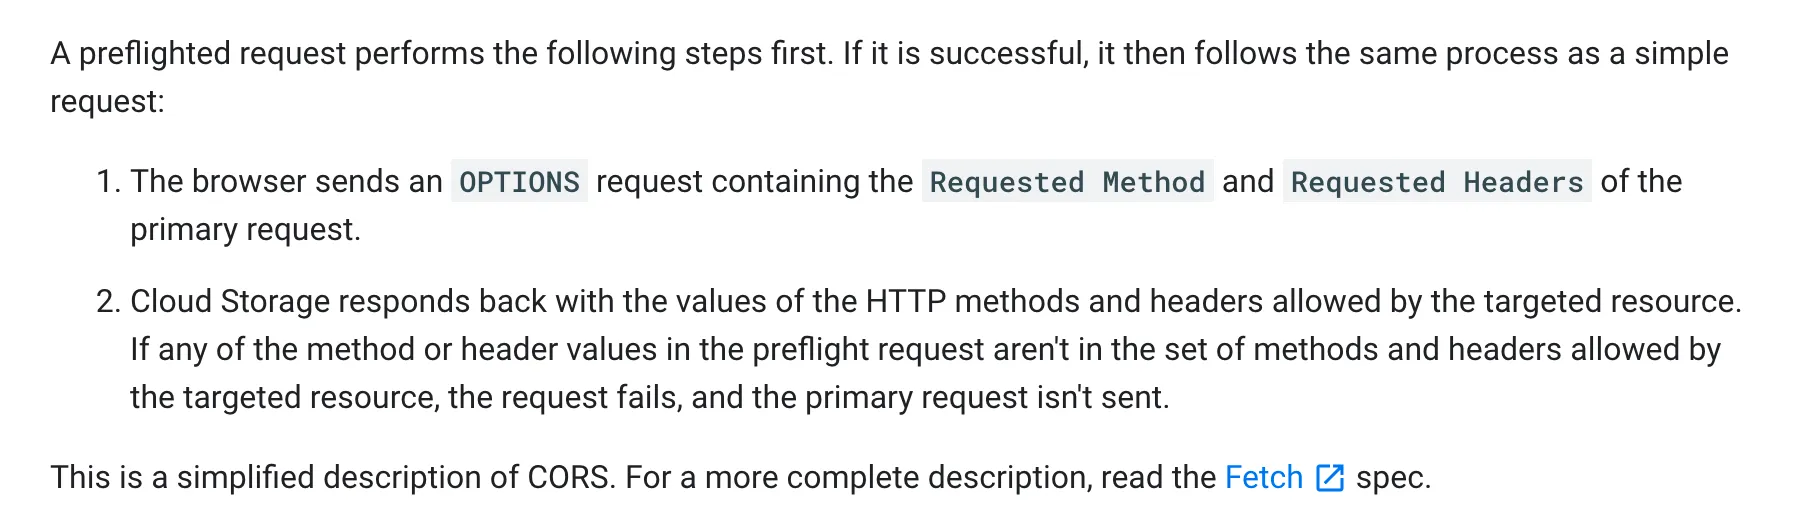 A preflighted request performs the following steps first. If it is successful, it then follows the same process as a simple
request:
1. The browser sends an OPTIONS request containing the Requested Method and Requested Headers of the
primary request.
2. Cloud Storage responds back with the values of the HTTP methods and headers allowed by the targeted resource.
If any of the method or header values in the preflight request aren't in the set of methods and headers allowed by
the targeted resource, the request fails, and the primary request isn't sent.
This is a simplified description of CORS. For a more complete description, read the Fetch spec.